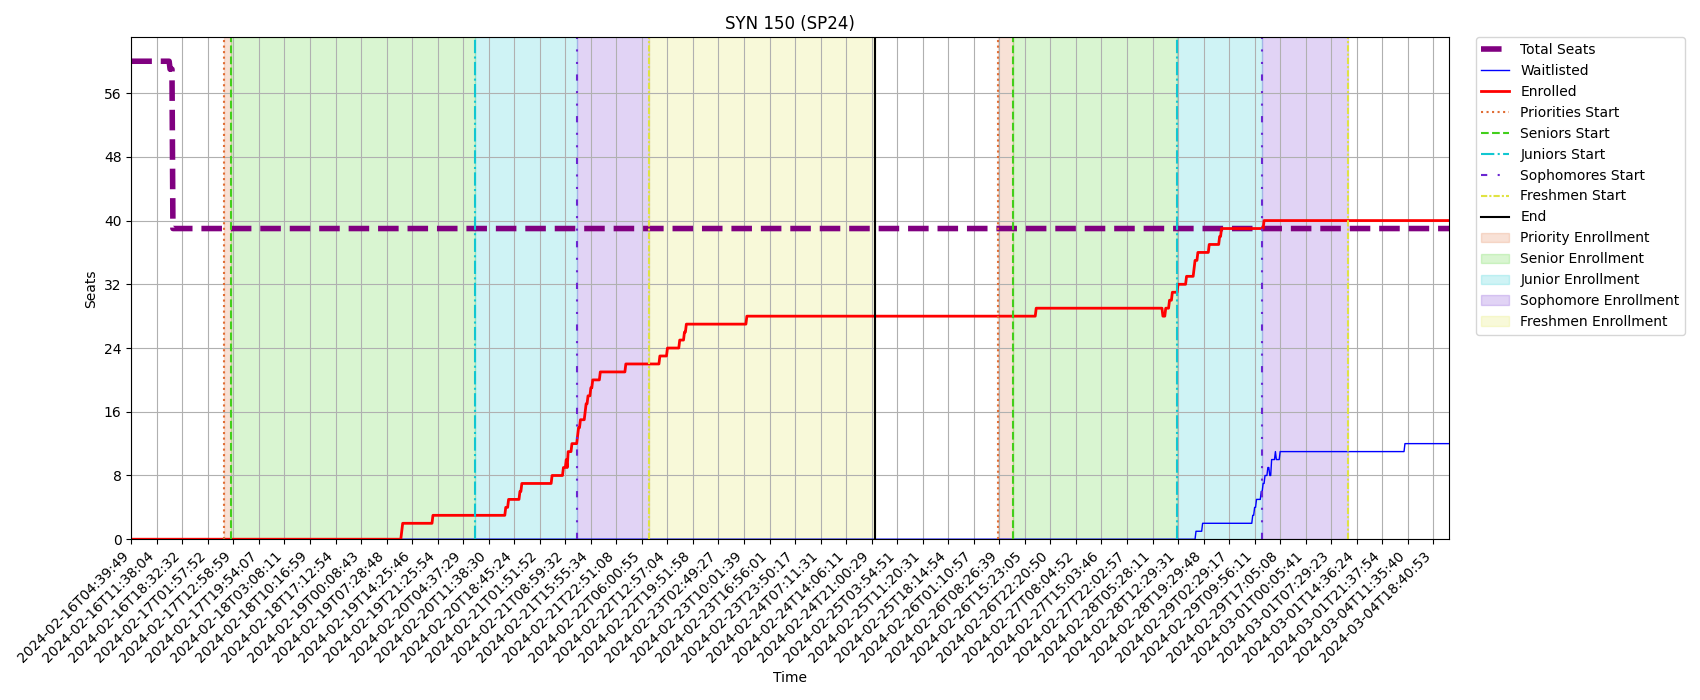 SYN 150 (SP24)
Seats
56
48
40
32
24
16
8
0
2024-02-16T04:39:49
2024-02-16T11:38:04
2024-02-16T18:32:32
2024-02-17T01:57:52
2024-02-17T12:58:59
2024-02-17T19:54:07
2024-02-18T03:08:11
2024-02-18T10:16:59
2024-02-18T17:12:54
2024-02-19T00:08:43
2024-02-19T07:28:48
2024-02-19T14:25:46
2024-02-19T21:25:54
2024-02-20T04:37:29
2024-02-20T11:38:30
2024-02-20T18:45:24
2024-02-21T01:51:52
2024-02-21T08:59:32
2024-02-21T15:55:34
2024-02-21T22:51:08
2024-02-22T06:00:55
2024-02-22T12:57:04
2024-02-22T19:51:58
2024-02-23T02:49:27
2024-02-23T10:01:39
2024-02-23T16:56:01
2024-02-23T23:50:17
2024-02-24T07:11:31
2024-02-24T14:06:11
2024-02-24T21:00:29
2024-02-25T03:54:51
2024-02-25T11:20:31
2024-02-25T18:14:54
2024-02-26T01:10:57
2024-02-26T08:26:39
2024-02-26T15:23:05
2024-02-26T22:20:50
2024-02-27T08:04:52
2024-02-27T15:03:46
2024-02-27T22:02:57
2024-02-28T05:28:11
2024-02-28T12:29:31
2024-02-28T19:29:48
2024-02-29T02:29:17
2024-02-29T09:56:11
2024-02-29T17:05:08
2024-03-01T00:05:41
2024-03-01T07:29:23
2024-03-01T14:36:24
2024-03-01T21:37:54
2024-03-04T11:35:40
2024-03-04T18:40:53
Time
Total Seats
Waitlisted
Enrolled
Priorities Start
Seniors Start
Juniors Start
Sophomores Start
Freshmen Start
End
Priority Enrollment
Senior Enrollment
Junior Enrollment
Sophomore Enrollment
Freshmen Enrollment